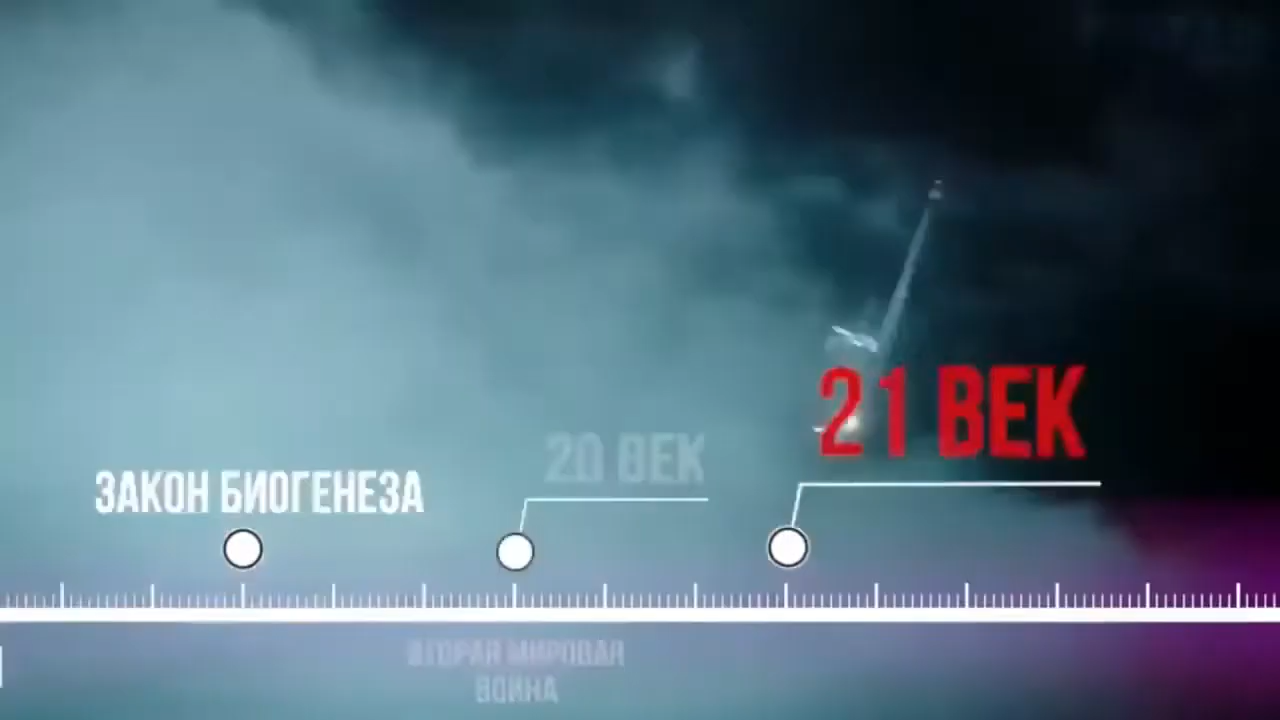 21 ВЕК
20 ВЕК
ЗАКОН БИОГЕНЕЗА
ВТОРАЯ МИРОВАЯ
ВОЙНА